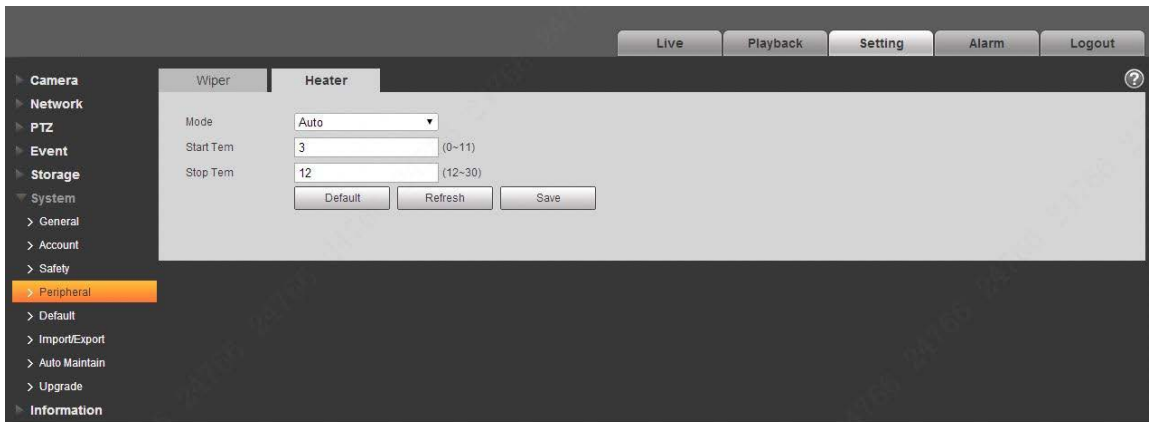 Live Playback Setting Alarm Logout
Camera
Network
PTZ
Event
Storage
System
General
Account
Safety
Peripheral
Default
Import/Export
Auto Maintain
Upgrade
Information
Wiper Heater
?
Mode Auto
Start Tem 3 (0~11)
Stop Tem 12 (12~30)
Default Refresh Save